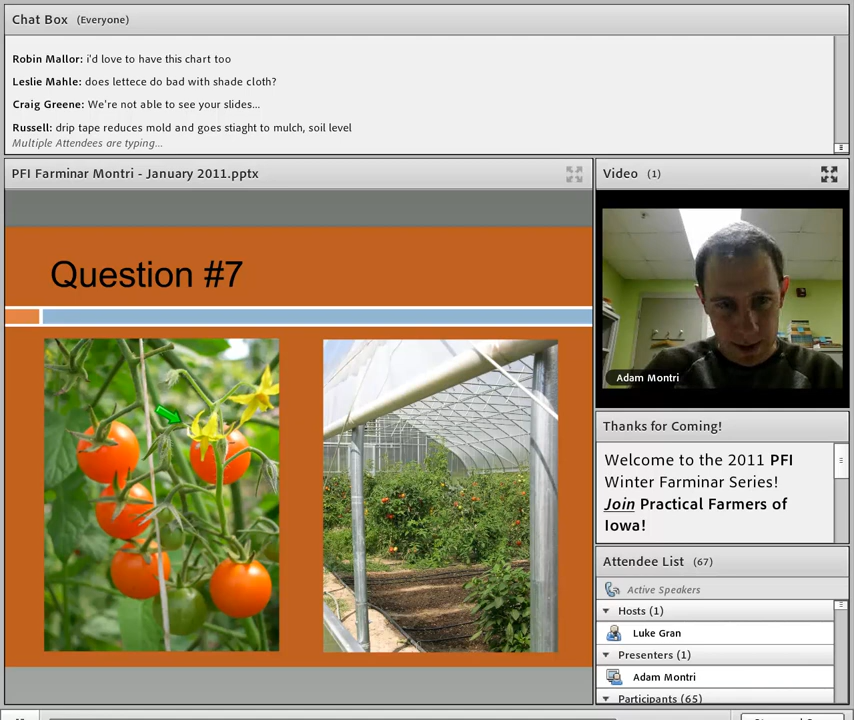 Chat Box (Everyone)
Robin Mallor: i'd love to have this chart too
Leslie Mahle: does lettece do bad with shade cloth?
Craig Greene: We're not able to see your slides...
Russell: drip tape reduces mold and goes stiaght to mulch, soil level
Multiple Attendees are typing...
PFI Farminar Montri - January 2011.pptx
Question #7
Video (1)
Adam Montri
Thanks for Coming!
Welcome to the 2011 PFI
Winter Farminar Series!
Join Practical Farmers of
Iowa!
Attendee List (67)
Active Speakers
Hosts (1)
Luke Gran
Presenters (1)
Adam Montri
Participants (65)